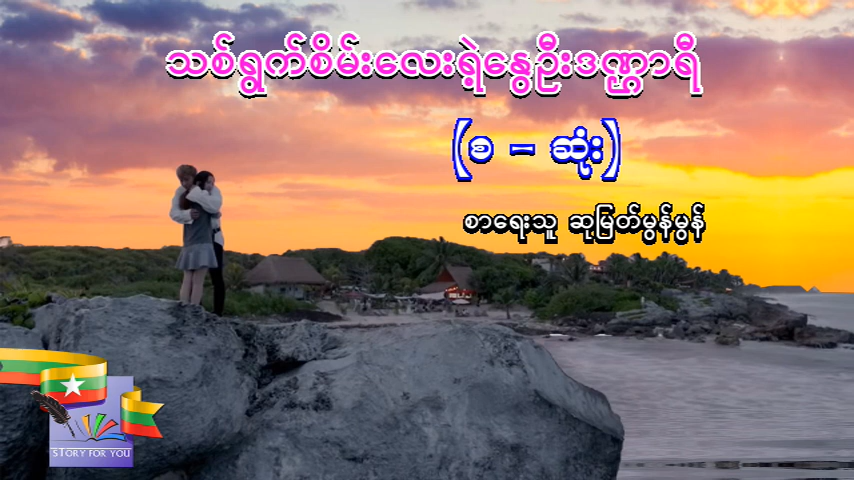 သစ်ရွက်စိမ်းလေးရဲ့နွေဦးဒဏ္ဍာရီ
(စ – ဆုံး)
စာရေးသူ ဆုမြတ်မွန်မွန်
STORY FOR YOU